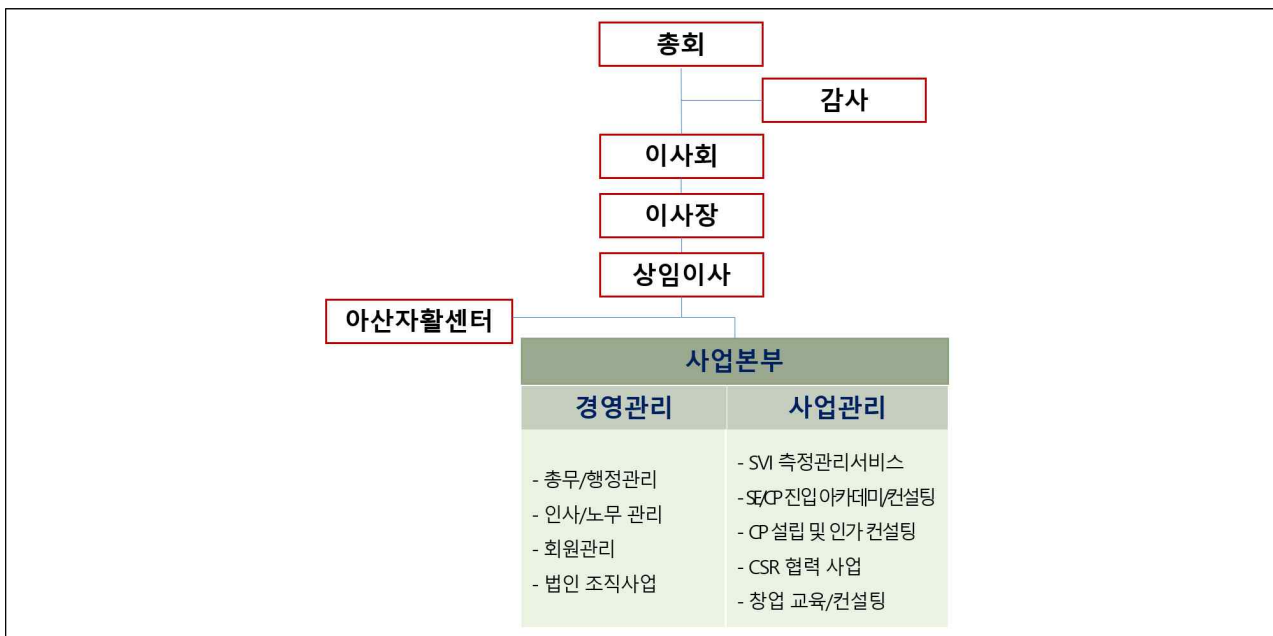 총회
감사
이사회
이사장
상임이사
아산자활센터
사업본부
경영관리
사업관리
- 총무/행정관리
- 인사/노무 관리
- 회원관리
- 법인 조직사업
- SVI 측정관리서비스
- SE/CP 진입 아카데미/컨설팅
- CP 설립 및 인가 컨설팅
- CSR 협력 사업
- 창업 교육/컨설팅